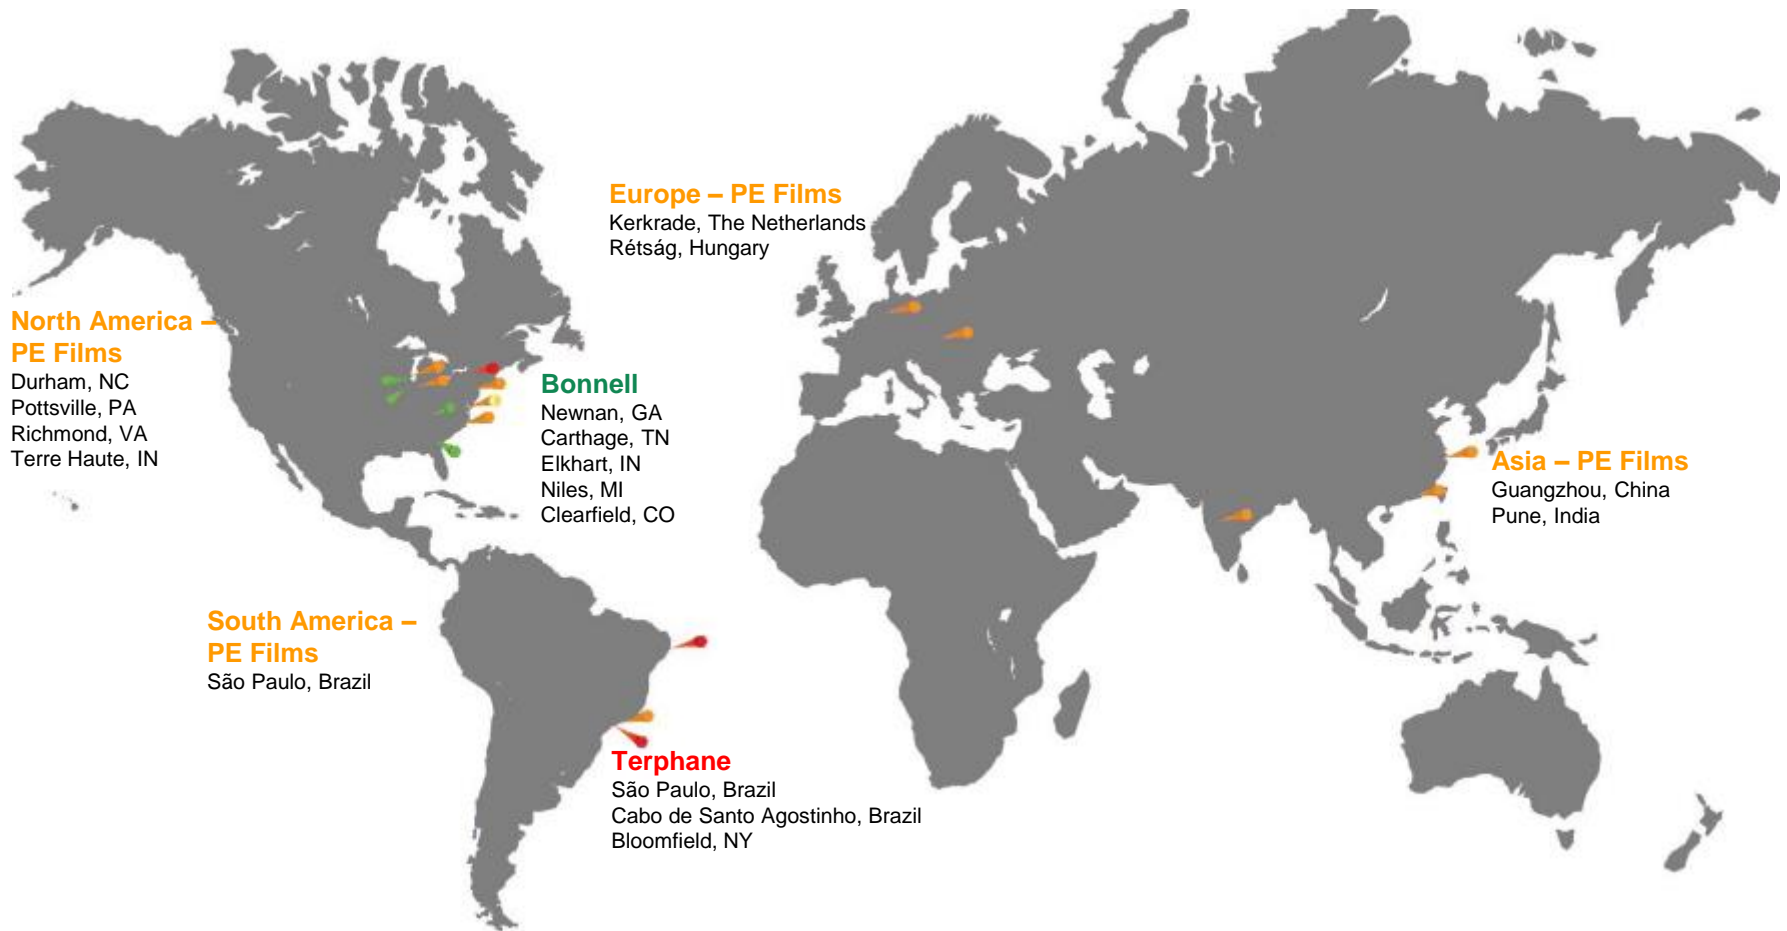 Europe – PE Films
Kerkrade, The Netherlands
Rétság, Hungary
North America –
PE Films
Durham, NC
Pottsville, PA
Richmond, VA
Terre Haute, IN
Bonnell
Newnan, GA
Carthage, TN
Elkhart, IN
Niles, MI
Clearfield, CO
Asia – PE Films
Guangzhou, China
Pune, India
South America –
PE Films
São Paulo, Brazil
Terphane
São Paulo, Brazil
Cabo de Santo Agostinho, Brazil
Bloomfield, NY